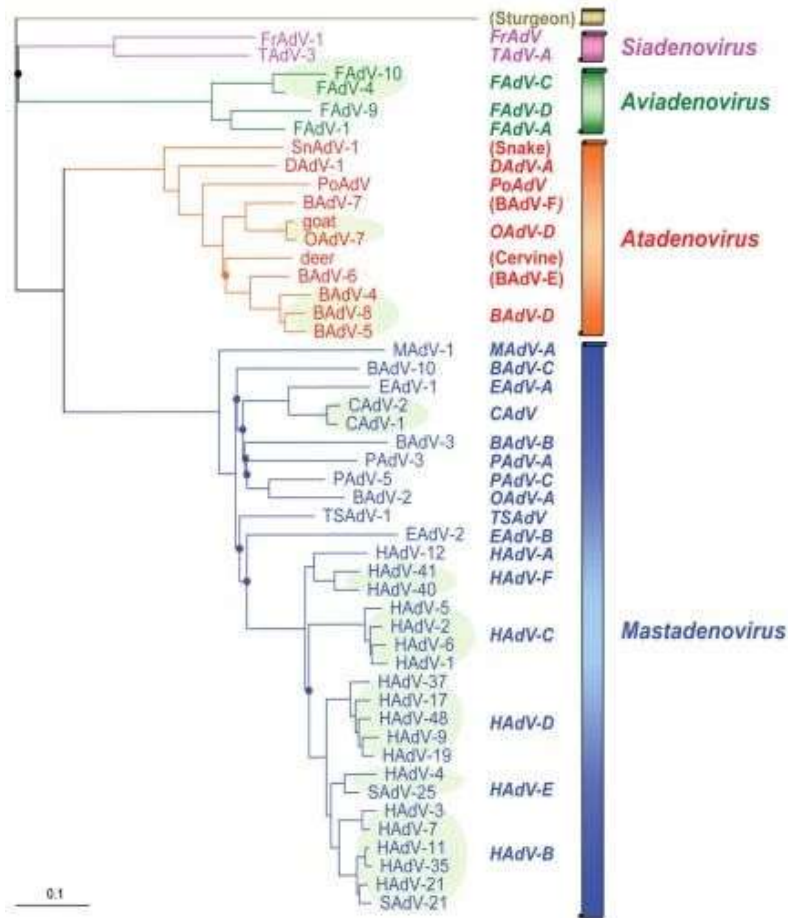 (Sturgeon)
FrAdV-1 FrAdV
TAdV-3 TAdV-A
Siadenovirus
FAdV-10
FAdV-4
FAdV-C
FAdV-9 FAdV-D
FAdV-1 FAdV-A
Aviadenovirus
SnAdV-1 (Snake)
DAdV-1 DAdV-A
PoAdV PoAdV
BAdV-7 (BAdV-F)
goat
OAdV-7
OAdV-D
deer (Cervine)
BAdV-6 (BAdV-E)
BAdV-4
BAdV-8 BAdV-D
BAdV-5
Atadenovirus
MAdV-1 MAdV-A
BAdV-10 BAdV-C
EAdV-1 EAdV-A
CAdV-2
CAdV-1
CAdV
BAdV-3 BAdV-B
PAdV-3 PAdV-A
PAdV-5 PAdV-C
BAdV-2 OAdV-A
TSAdV-1 TSAdV
EAdV-2 EAdV-B
HAdV-12 HAdV-A
HAdV-41
HAdV-40
HAdV-F
HAdV-5
HAdV-2
HAdV-6
HAdV-1
HAdV-C
Mastadenovirus
HAdV-37
HAdV-17
HAdV-48
HAdV-9
HAdV-19
HAdV-D
HAdV-4
SAdV-25
HAdV-E
HAdV-3
HAdV-7
HAdV-11
HAdV-35
HAdV-21
SAdV-21
HAdV-B
0.1